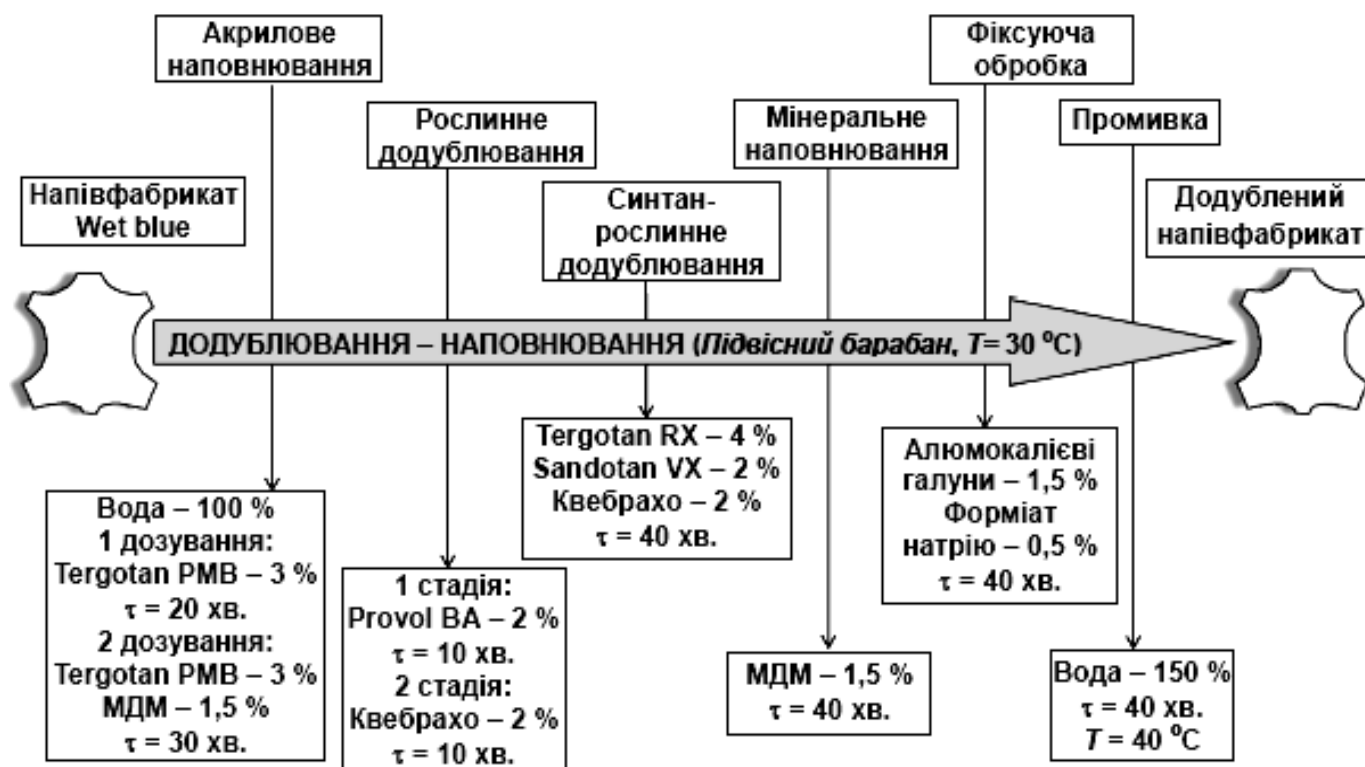 Акрилове
наповнювання
Фіксуюча
обробка
Рослинне
додублювання
Мінеральне
наповнювання
Промивка
Напівфабрикат
Wet blue
Синтан-
рослинне
додублювання
Додублений
напівфабрикат
ДОДУБЛЮВАННЯ – НАПОВНЮВАННЯ (Підвісний барабан, T= 30 ⁰C)
Вода – 100 %
1 дозування:
Tergotan PMB – 3 %
τ = 20 хв.
2 дозування:
Tergotan PMB – 3 %
МДМ – 1,5 %
τ = 30 хв.
1 стадія:
Provol BA – 2 %
τ = 10 хв.
2 стадія:
Квебрахо – 2 %
τ = 10 хв.
Tergotan RX – 4 %
Sandotan VX – 2 %
Квебрахо – 2 %
τ = 40 хв.
МДМ – 1,5 %
τ = 40 хв.
Алюмокалієві
галуни – 1,5 %
Форміат
натрію – 0,5 %
τ = 40 хв.
Вода – 150 %
τ = 40 хв.
T = 40 ⁰C